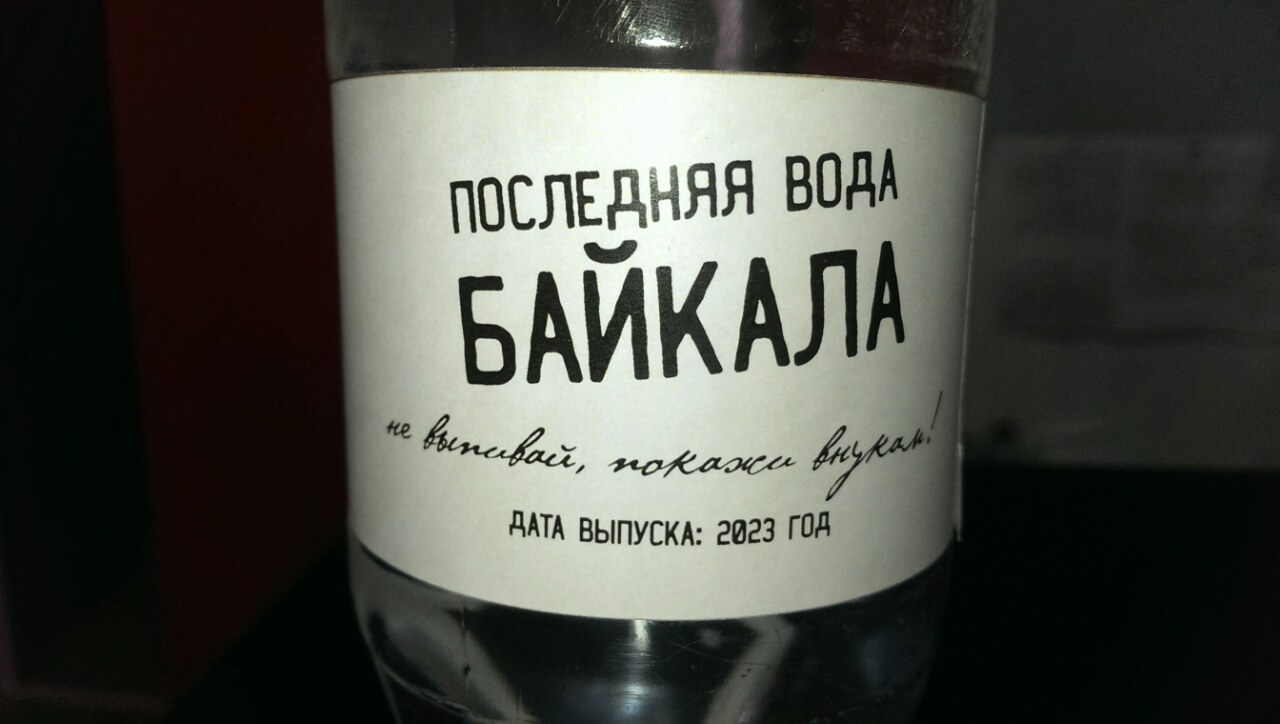 ПОСЛЕДНЯЯ ВОДА
БАЙКАЛА
не выпивай, покажи внукам!
ДАТА ВЫПУСКА: 2023 ГОД